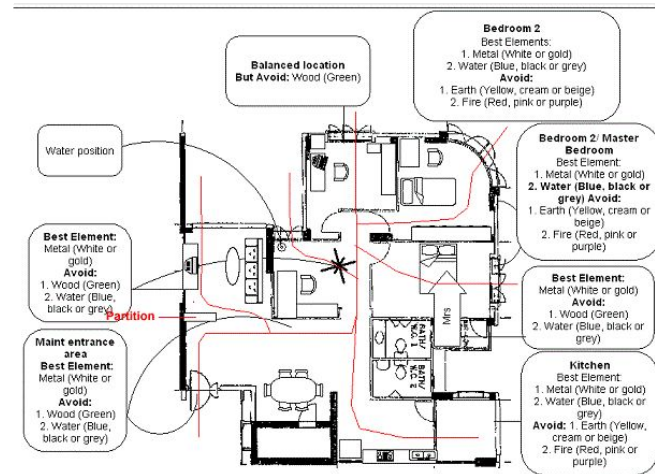 Bedroom 2
Best Elements:
1. Metal (White or gold)
2. Water (Blue, black or grey)
Avoid:
1. Earth (Yellow, cream or beige)
2. Fire (Red, pink or purple)
Balanced location
But Avoid: Wood (Green)
Water position
Bedroom 2/ Master
Bedroom
Best Element:
1. Metal (White or gold)
2. Water (Blue, black or
grey) Avoid:
1. Earth (Yellow, cream or
beige)
2. Fire (Red, pink or
purple)
Best Element:
Metal (White or
gold)
Avoid:
1. Wood (Green)
2. Water (Blue,
black or grey)
Partition
Best Element:
Metal (White or gold)
Avoid:
1. Wood (Green)
2. Water (Blue, black or
grey)
Mrs
BATH/
W.C. 1
BATH/
W.C. 2
Maint entrance
area
Best Element:
Metal (White or
gold)
Avoid:
1. Wood (Green)
2. Water (Blue,
black or grey)
Kitchen
Best Element:
1. Metal (White or gold)
2. Water (Blue, black or
grey)
Avoid: 1. Earth (Yellow,
cream or beige)
2. Fire (Red, pink or
purple)